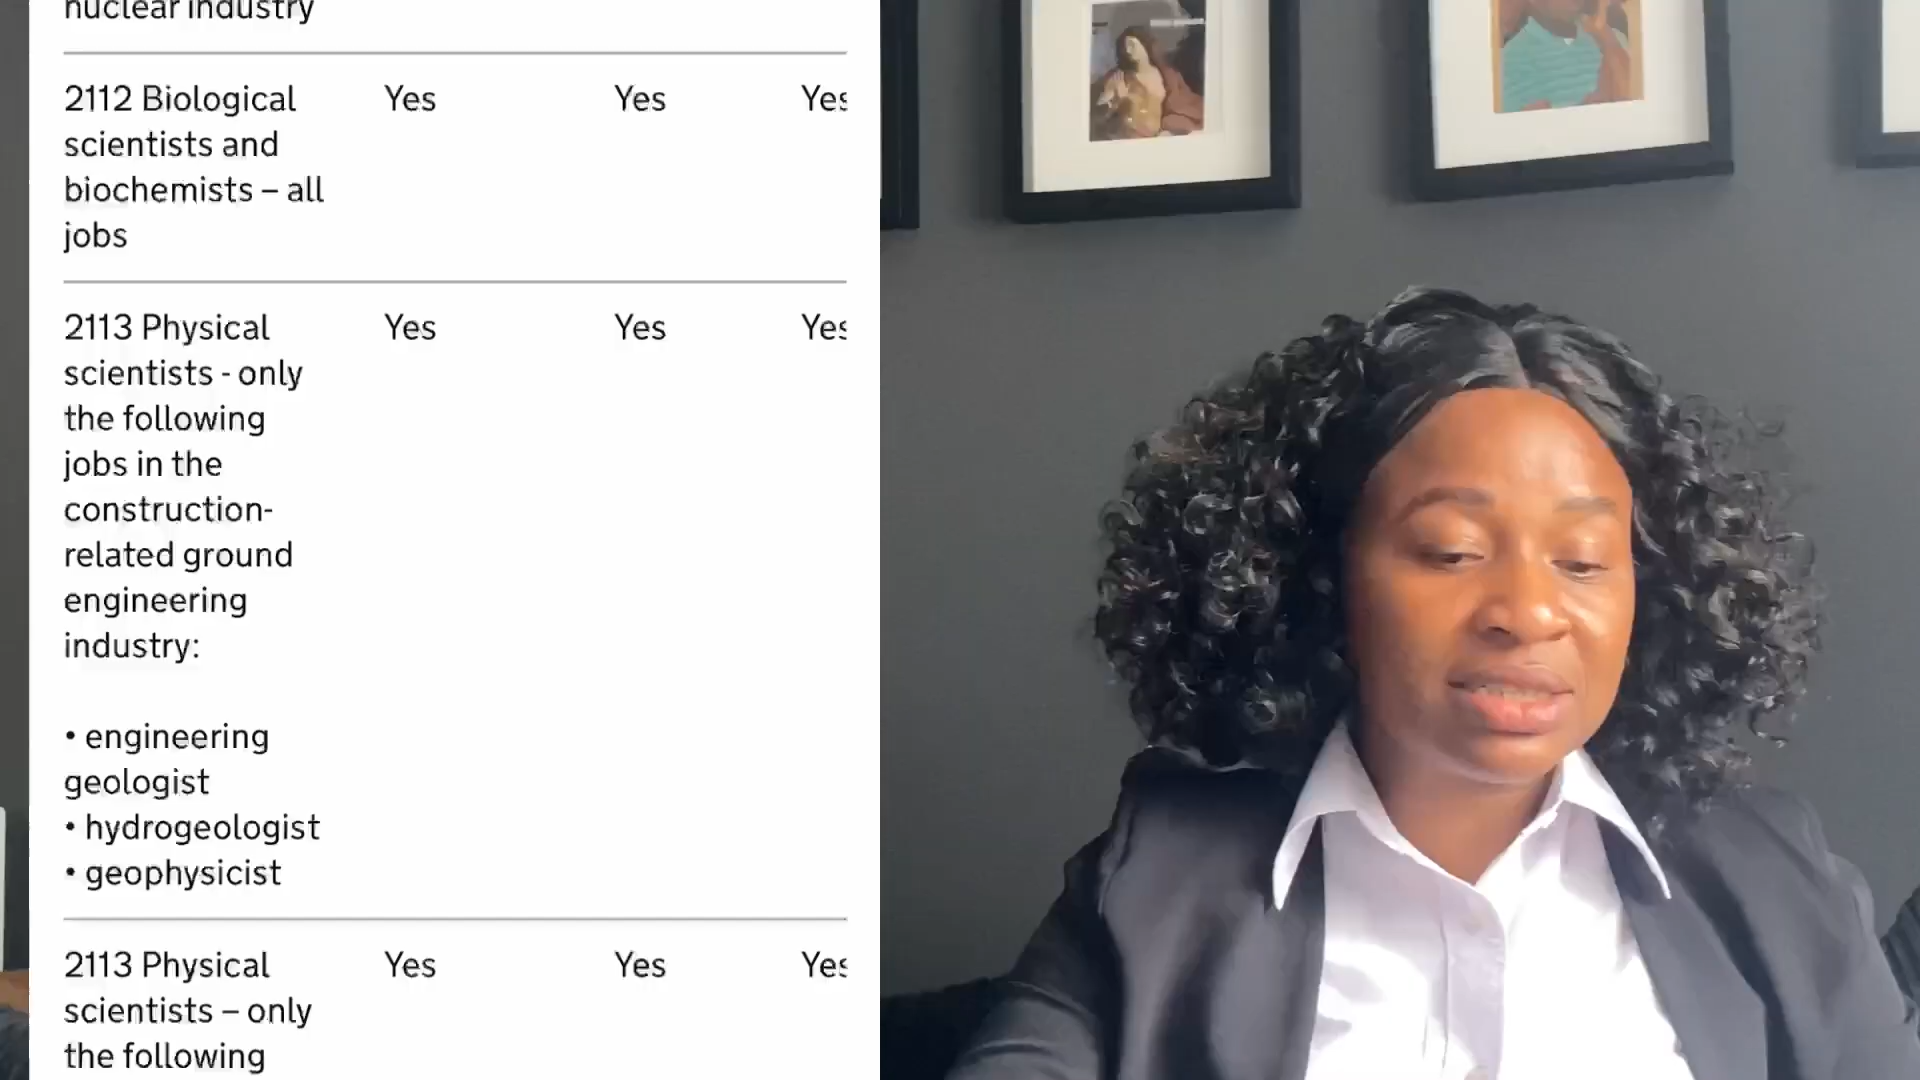 nuclear industry
2112 Biological Yes Yes Yes
scientists and
biochemists – all
jobs
2113 Physical Yes Yes Yes
scientists - only
the following
jobs in the
construction-
related ground
engineering
industry:
• engineering
geologist
• hydrogeologist
• geophysicist
2113 Physical Yes Yes Yes
scientists – only
the following